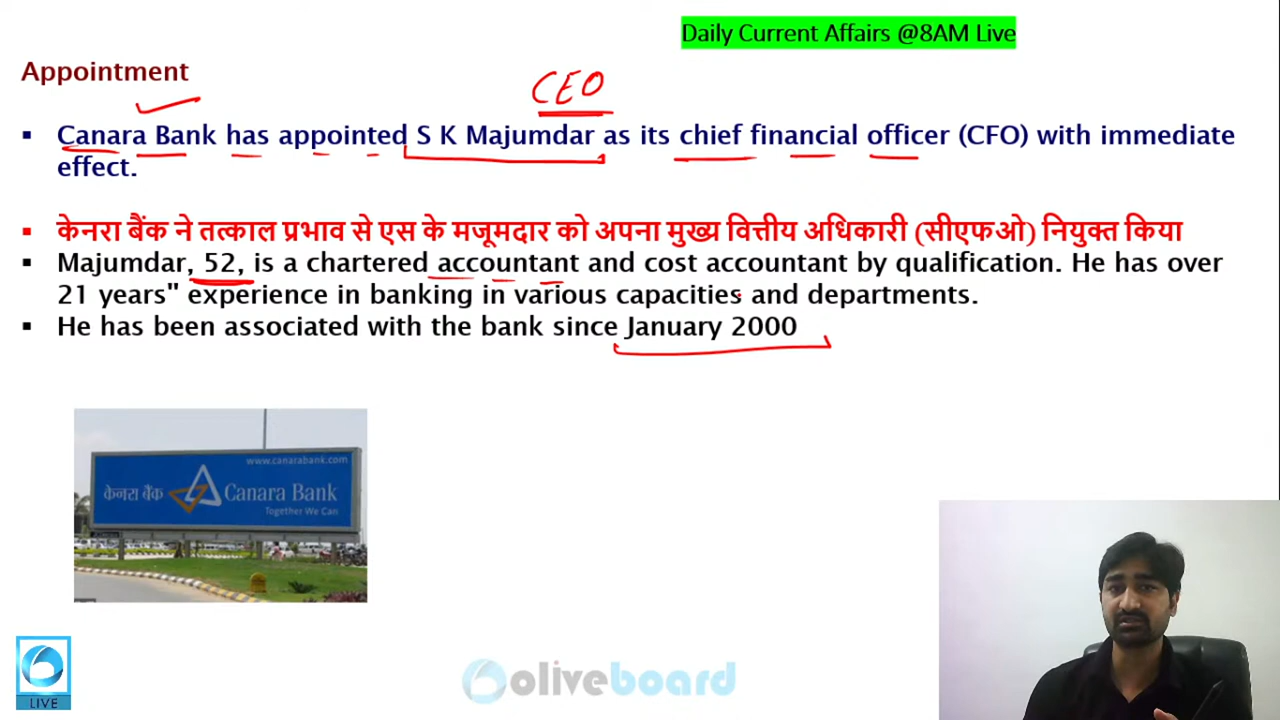 Daily Current Affairs @8AM Live
Appointment
CEO
▪ Canara Bank has appointed S K Majumdar as its chief financial officer (CFO) with immediate
effect.
▪ केनरा बैंक ने तत्काल प्रभाव से एस के मजूमदार को अपना मुख्य वित्तीय अधिकारी (सीएफओ) नियुक्त किया
▪ Majumdar, 52, is a chartered accountant and cost accountant by qualification. He has over
21 years" experience in banking in various capacities and departments.
▪ He has been associated with the bank since January 2000
www.canarabank.com
केनरा बैंक Canara Bank
Together We Can
LIVE
oliveboard